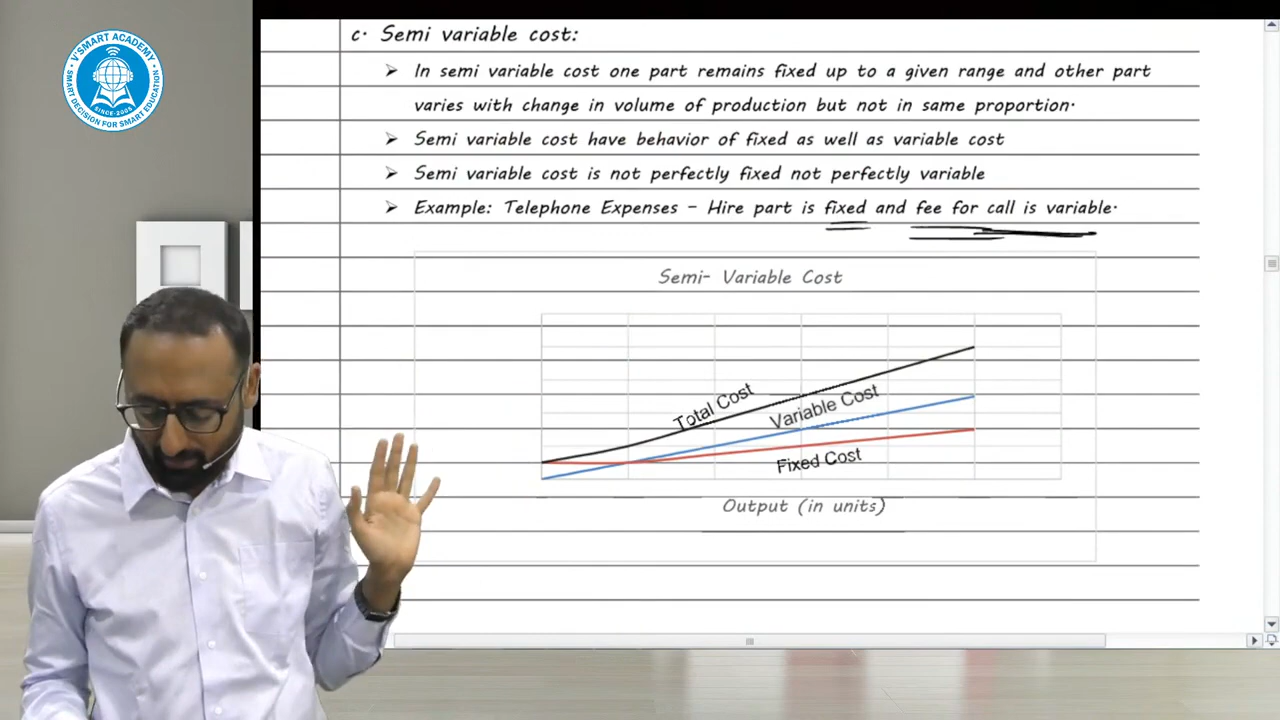 V'SMART ACADEMY
SINCE-2005
SMART DECISION FOR SMART EDUCATION
c. Semi variable cost:
➢ In semi variable cost one part remains fixed up to a given range and other part
varies with change in volume of production but not in same proportion.
➢ Semi variable cost have behavior of fixed as well as variable cost
➢ Semi variable cost is not perfectly fixed not perfectly variable
➢ Example: Telephone Expenses - Hire part is fixed and fee for call is variable.
Semi- Variable Cost
Total Cost
Variable Cost
Fixed Cost
Output (in units)